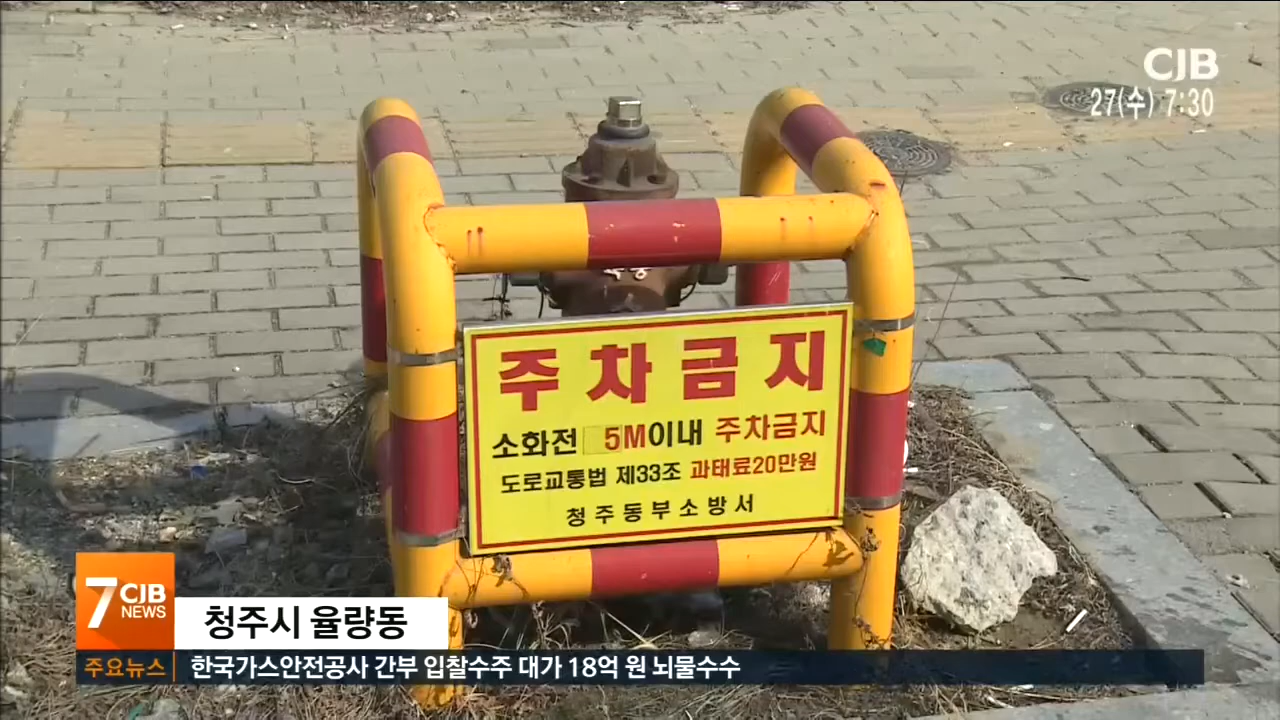 CJB
27(수) 7:30
주차금지
소화전 5M이내 주차금지
도로교통법 제33조 과태료20만원
청주동부소방서
7 CJB NEWS
청주시 율량동
주요뉴스 한국가스안전공사 간부 입찰수주 대가 18억 원 뇌물수수